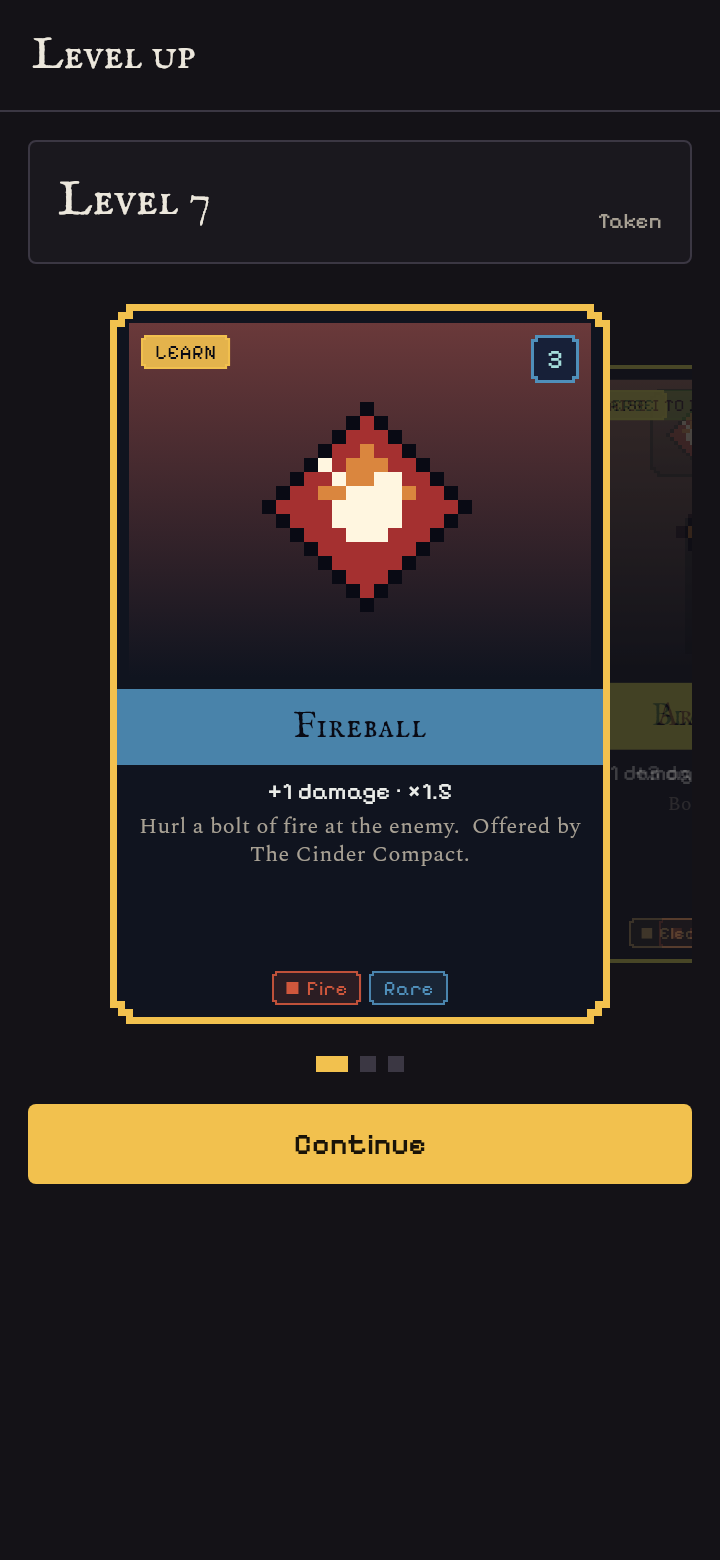 Level up
Level 7
Taken
LEARN
3
Fireball
+1 damage · ×1.8
Hurl a bolt of fire at the enemy.  Offered by
The Cinder Compact.
Fire
Rare
Continue